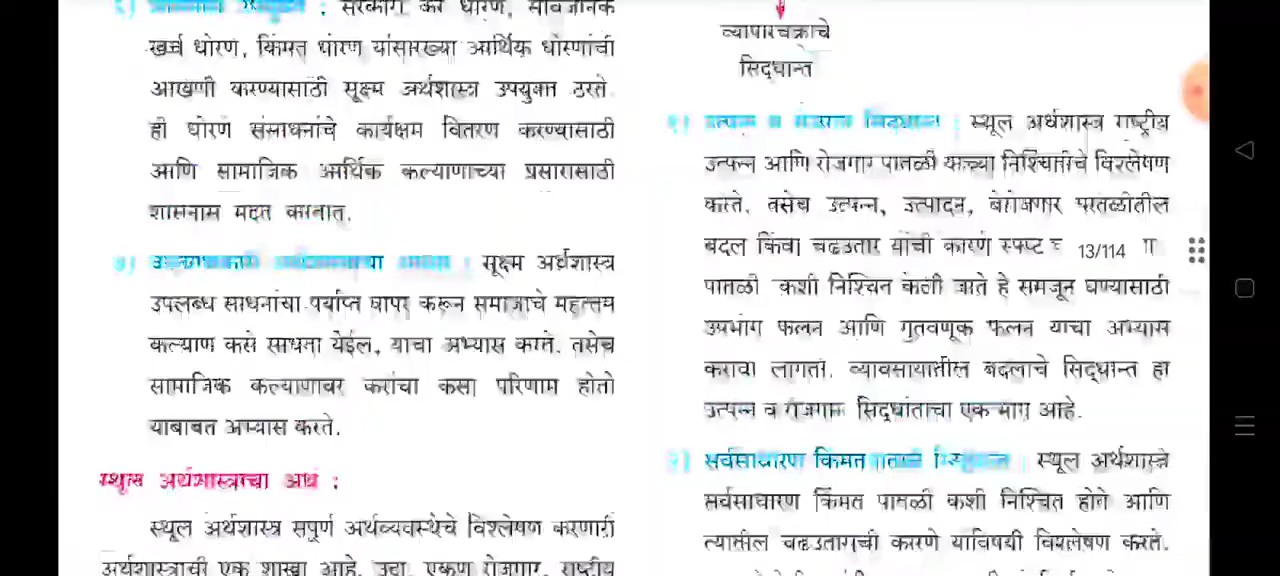 सरकारी कर धोरण, सार्वजनिक
खर्च धोरण, किंमत धोरण यांसारख्या आर्थिक धोरणांची
आखणी करण्यासाठी सूक्ष्म अर्थशास्त्र उपयुक्त ठरते.
ही धोरणे संसाधनांचे कार्यक्षम वितरण करण्यासाठी
आणि सामाजिक आर्थिक कल्याणाच्या प्रसारासाठी
शासनास मदत करतात.
सूक्ष्म अर्थशास्त्र
उपलब्ध साधनांचा पर्याप्त वापर करून समाजाचे महत्तम
कल्याण कसे साधता येईल, याचा अभ्यास करते. तसेच
सामाजिक कल्याणावर करांचा कसा परिणाम होतो
याबाबत अभ्यास करते.
स्थूल अर्थशास्त्राचा अर्थ :
स्थूल अर्थशास्त्र संपूर्ण अर्थव्यवस्थेचे विश्लेषण करणारी
अर्थशास्त्राची एक शाखा आहे. उदा. एकूण रोजगार, राष्ट्रीय
व्यापारचक्राचे
सिद्धान्त
१) उत्पन्न व रोजगार सिद्धान्त : स्थूल अर्थशास्त्र राष्ट्रीय
उत्पन्न आणि रोजगार पातळी यांच्या निश्चितीचे विश्लेषण
करते. तसेच उत्पन्न, उत्पादन, बेरोजगार पातळीतील
बदल किंवा चढउतार यांची कारणे स्पष्ट
13/114
पातळी कशी निश्चित केली जाते हे समजून घेण्यासाठी
उपभोग फलन आणि गुंतवणूक फलन याचा अभ्यास
करावा लागतो. व्यावसायातील बदलाचे सिद्धान्त हा
उत्पन्न व रोजगार सिद्धांताचा एक भाग आहे.
२) सर्वसाधारण किंमत पातळी सिद्धान्त : स्थूल अर्थशास्त्र
सर्वसाधारण किंमत पातळी कशी निश्चित होते आणि
त्यातील चढउताराची कारणे याविषयी विश्लेषण करते.